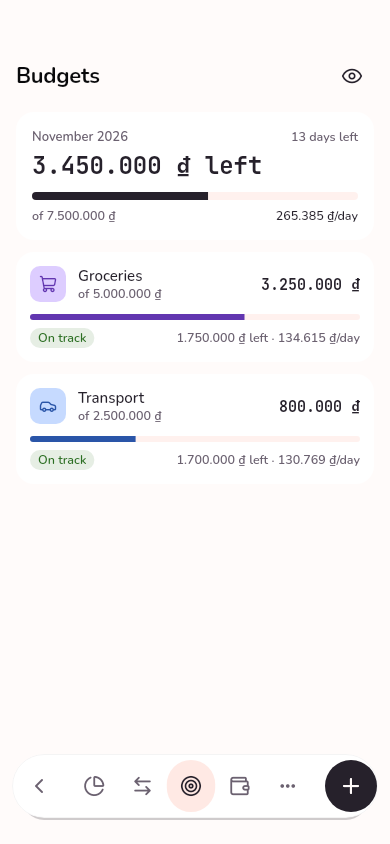 Budgets
November 2026
13 days left
3.450.000 ₫ left
of 7.500.000 ₫
265.385 ₫/day
Groceries
of 5.000.000 ₫
3.250.000 ₫
On track
1.750.000 ₫ left · 134.615 ₫/day
Transport
of 2.500.000 ₫
800.000 ₫
On track
1.700.000 ₫ left · 130.769 ₫/day